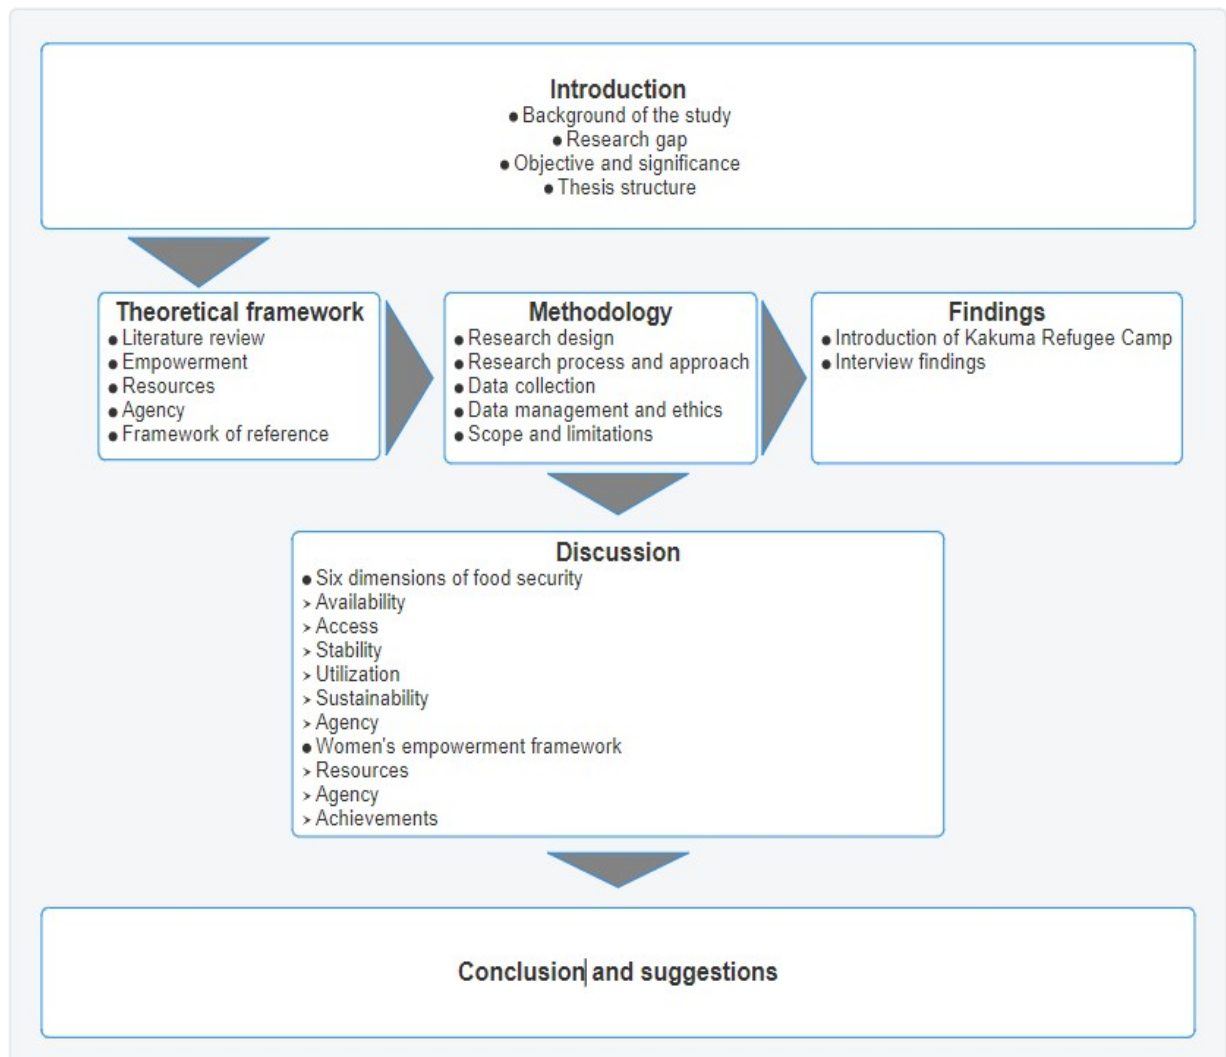 Introduction
● Background of the study
● Research gap
● Objective and significance
● Thesis structure
Theoretical framework
● Literature review
● Empowerment
● Resources
● Agency
● Framework of reference
Methodology
● Research design
● Research process and approach
● Data collection
● Data management and ethics
● Scope and limitations
Findings
● Introduction of Kakuma Refugee Camp
● Interview findings
Discussion
● Six dimensions of food security
➤ Availability
➤ Access
➤ Stability
➤ Utilization
➤ Sustainability
➤ Agency
● Women's empowerment framework
➤ Resources
➤ Agency
➤ Achievements
Conclusion and suggestions